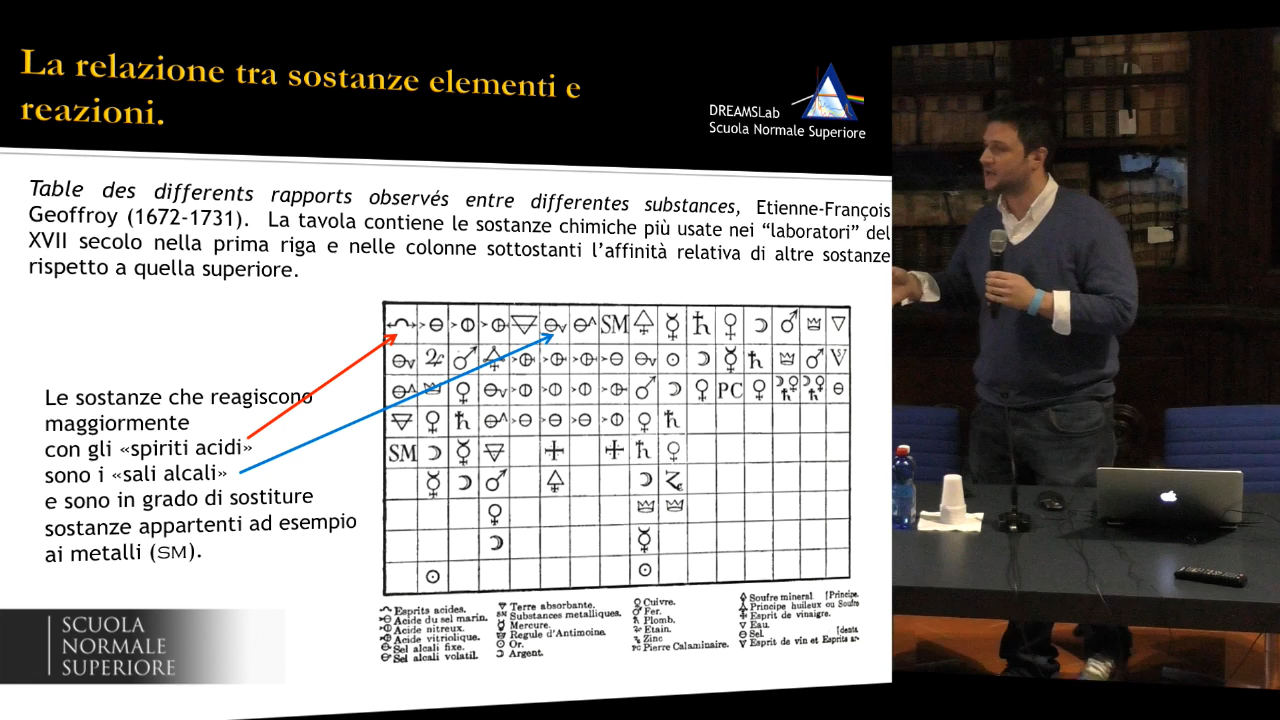 La relazione tra sostanze elementi e
reazioni.
DREAMSLab
Scuola Normale Superiore
Table des differents rapports observés entre differentes substances, Etienne-François
Geoffroy (1672-1731). La tavola contiene le sostanze chimiche più usate nei “laboratori” del
XVII secolo nella prima riga e nelle colonne sottostanti l’affinità relativa di altre sostanze
rispetto a quella superiore.
Le sostanze che reagiscono
maggiormente
con gli «spiriti acidi»
sono i «sali alcali»
e sono in grado di sostiture
sostanze appartenti ad esempio
ai metalli (SM).
SM
PC
SM
Esprits acides.
Acide du sel marin.
Acide nitreux.
Acide vitriolique.
Sel alcali fixe.
Sel alcali volatil.
Terre absorbante.
SM Substances metalliques.
Mercure.
Regule d'Antimoine.
Or.
Argent.
Cuivre.
Fer.
Plomb.
Etain.
Zinc
PC Pierre Calaminaire.
Soufre mineral [Principe.
Principe huileux ou Soufre
Esprit de vinaigre.
Eau.
Sel. [dents
Esprit de vin et Esprits
SCUOLA
NORMALE
SUPERIORE